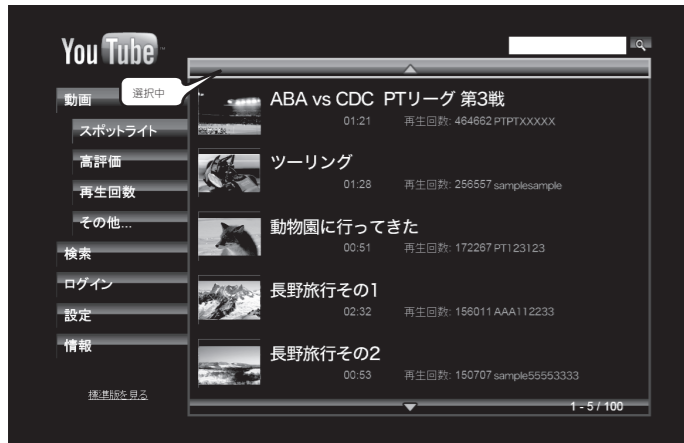 YouTube
動画
選択中
スポットライト
高評価
再生回数
その他...
検索
ログイン
設定
情報
標準版を見る
ABA vs CDC PTリーグ 第3戦
01:21 再生回数: 464662 PTPTXXXXX
ツーリング
01:28 再生回数: 256557 samplesample
動物園に行ってきた
00:51 再生回数: 172267 PT123123
長野旅行その1
02:32 再生回数: 156011 AAA112233
長野旅行その2
00:53 再生回数: 150707 sample55553333
1 - 5 / 100